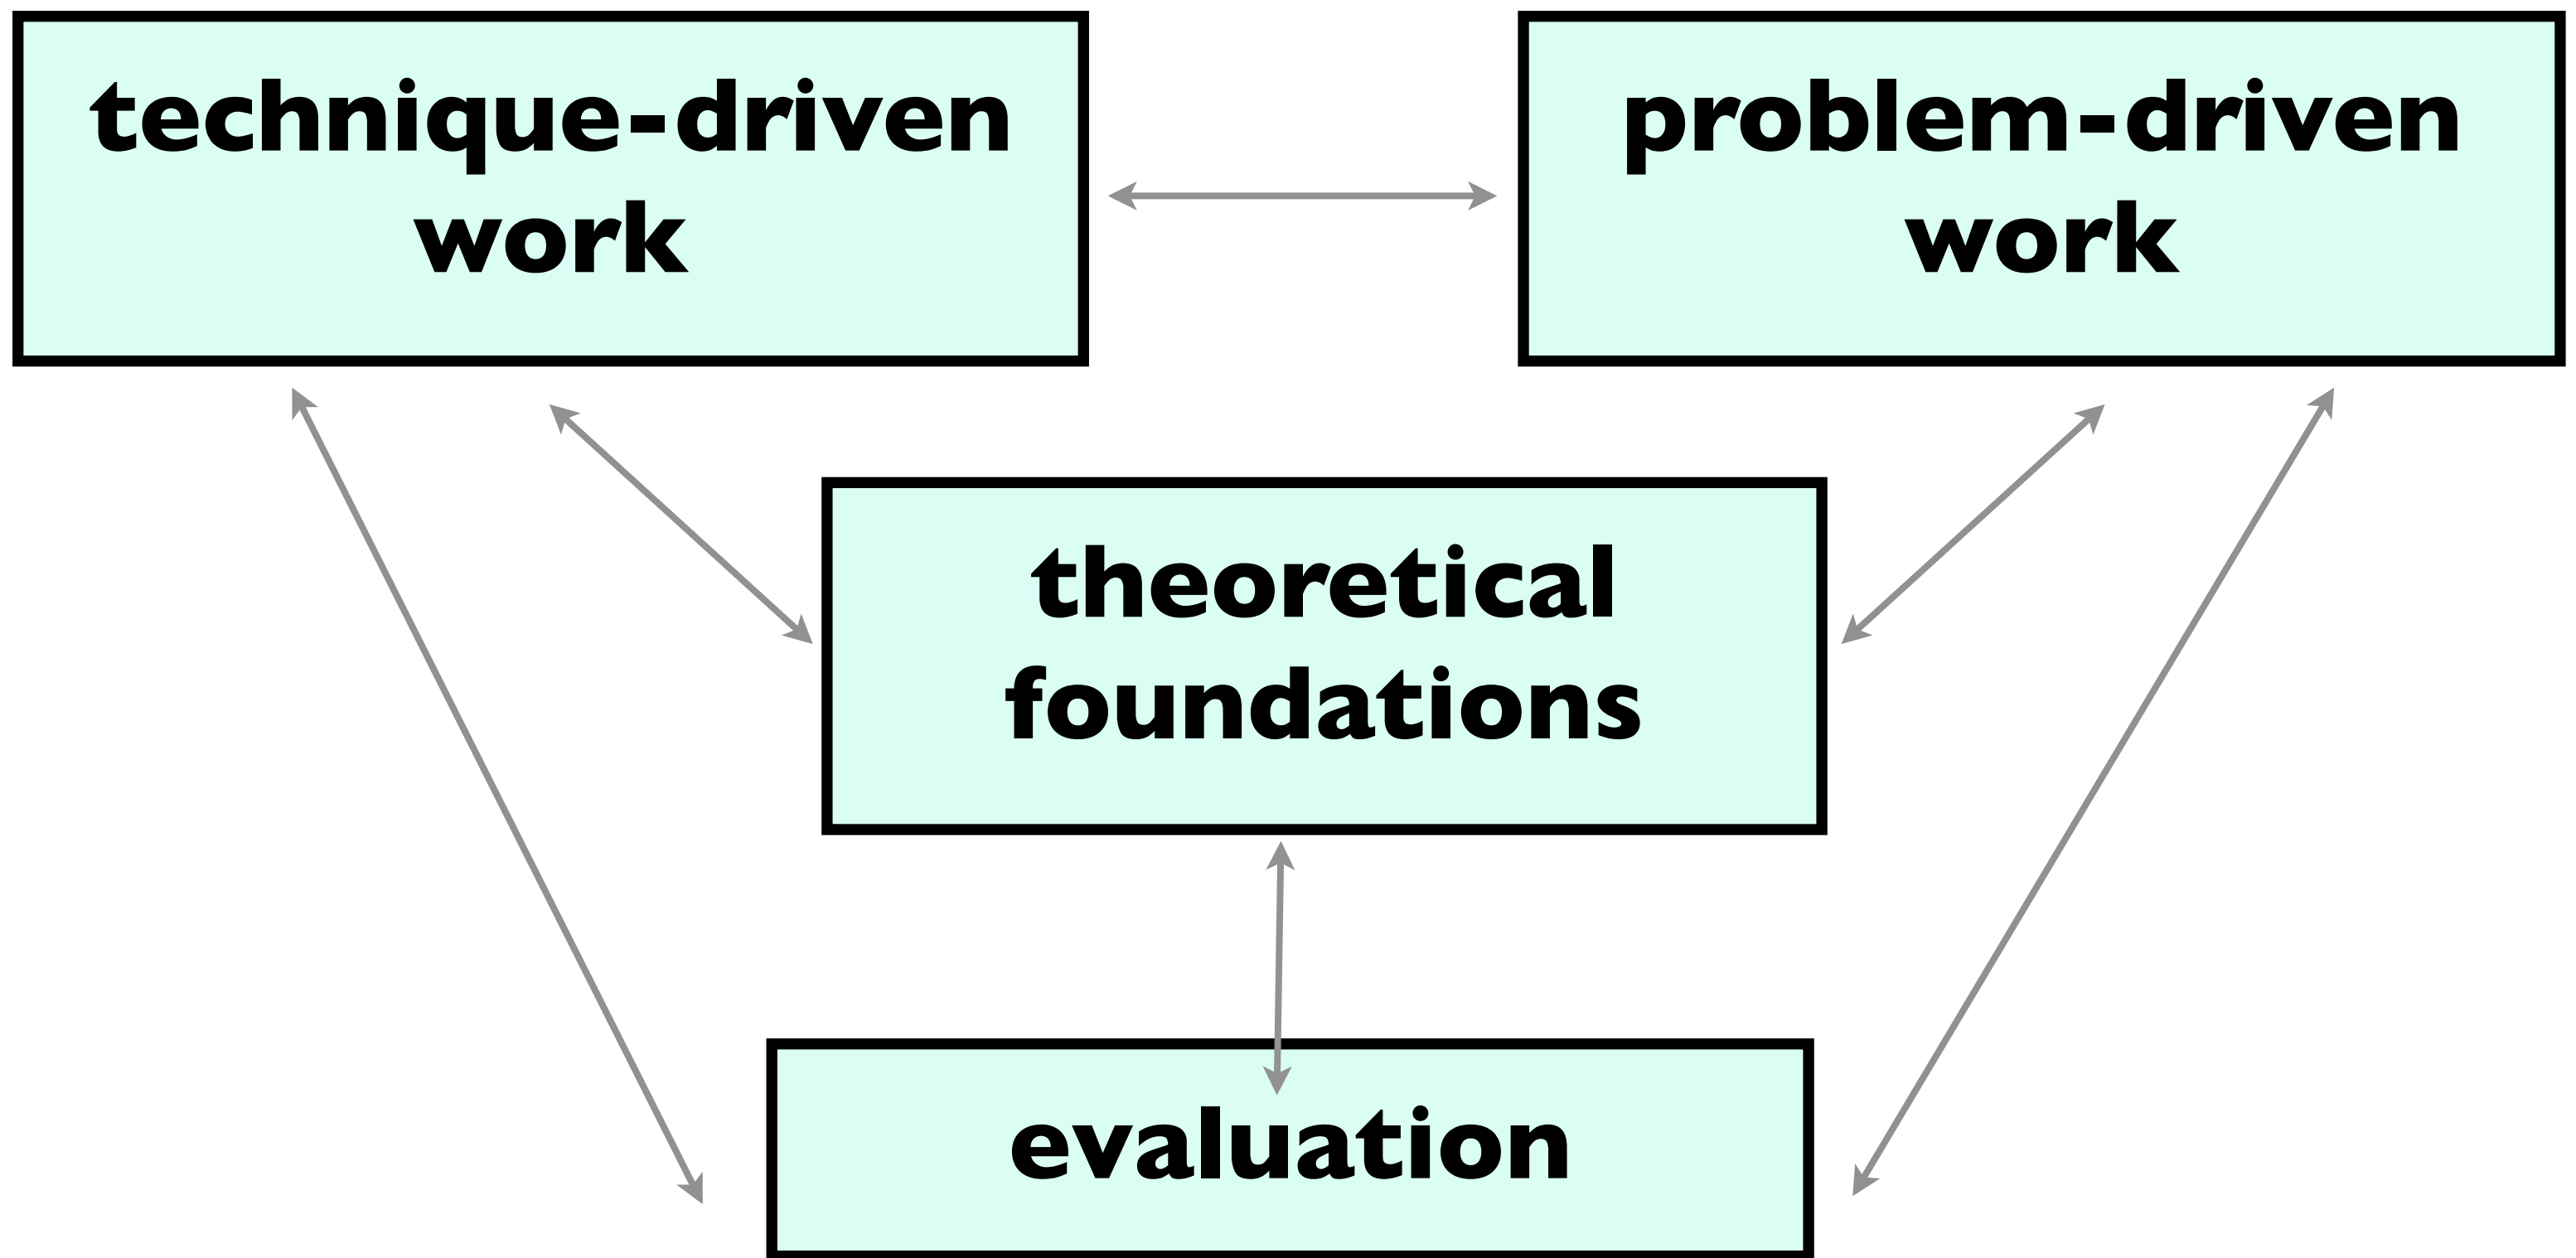 technique-driven
work
problem-driven
work
theoretical
foundations
evaluation